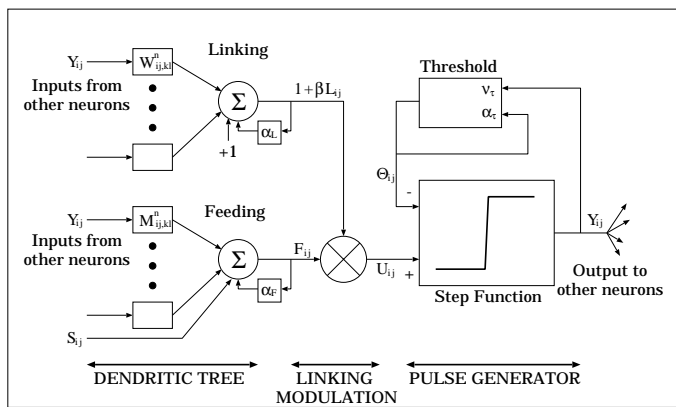 Linking
Y_ij
W^n_ij,kl
Inputs from
other neurons
Σ
1+βL_ij
α_L
+1
Threshold
ν_τ
α_τ
Θ_ij
-
Feeding
Y_ij
M^n_ij,kl
Inputs from
other neurons
Σ
F_ij
α_F
S_ij
U_ij
+
Step Function
Y_ij
Output to
other neurons
DENDRITIC TREE
LINKING
MODULATION
PULSE GENERATOR